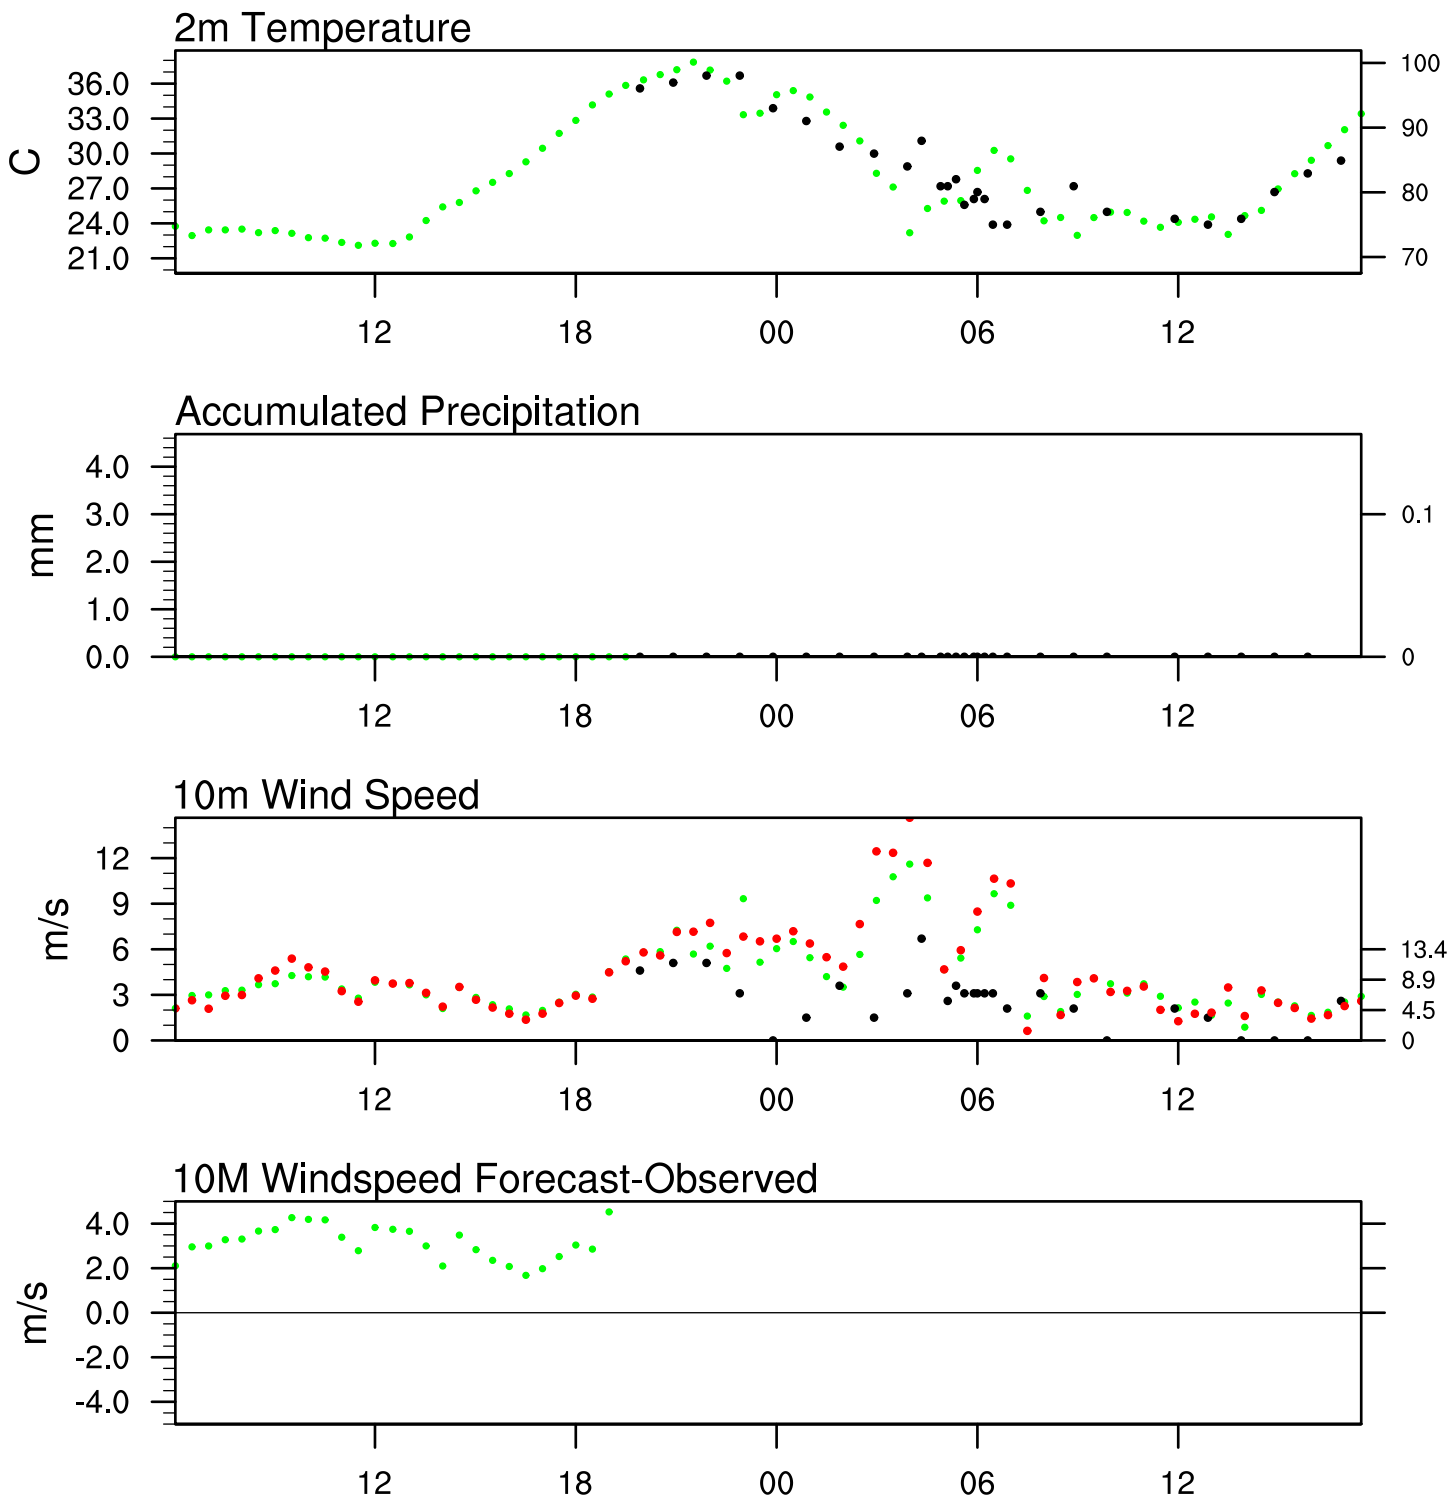 2m Temperature
C
36.0
33.0
30.0
27.0
24.0
21.0
100
90
80
70
12 18 00 06 12
Accumulated Precipitation
mm
4.0
3.0
2.0
1.0
0.0
0.1
0
12 18 00 06 12
10m Wind Speed
m/s
12
9
6
3
0
13.4
8.9
4.5
0
12 18 00 06 12
10M Windspeed Forecast-Observed
m/s
4.0
2.0
0.0
-2.0
-4.0
12 18 00 06 12